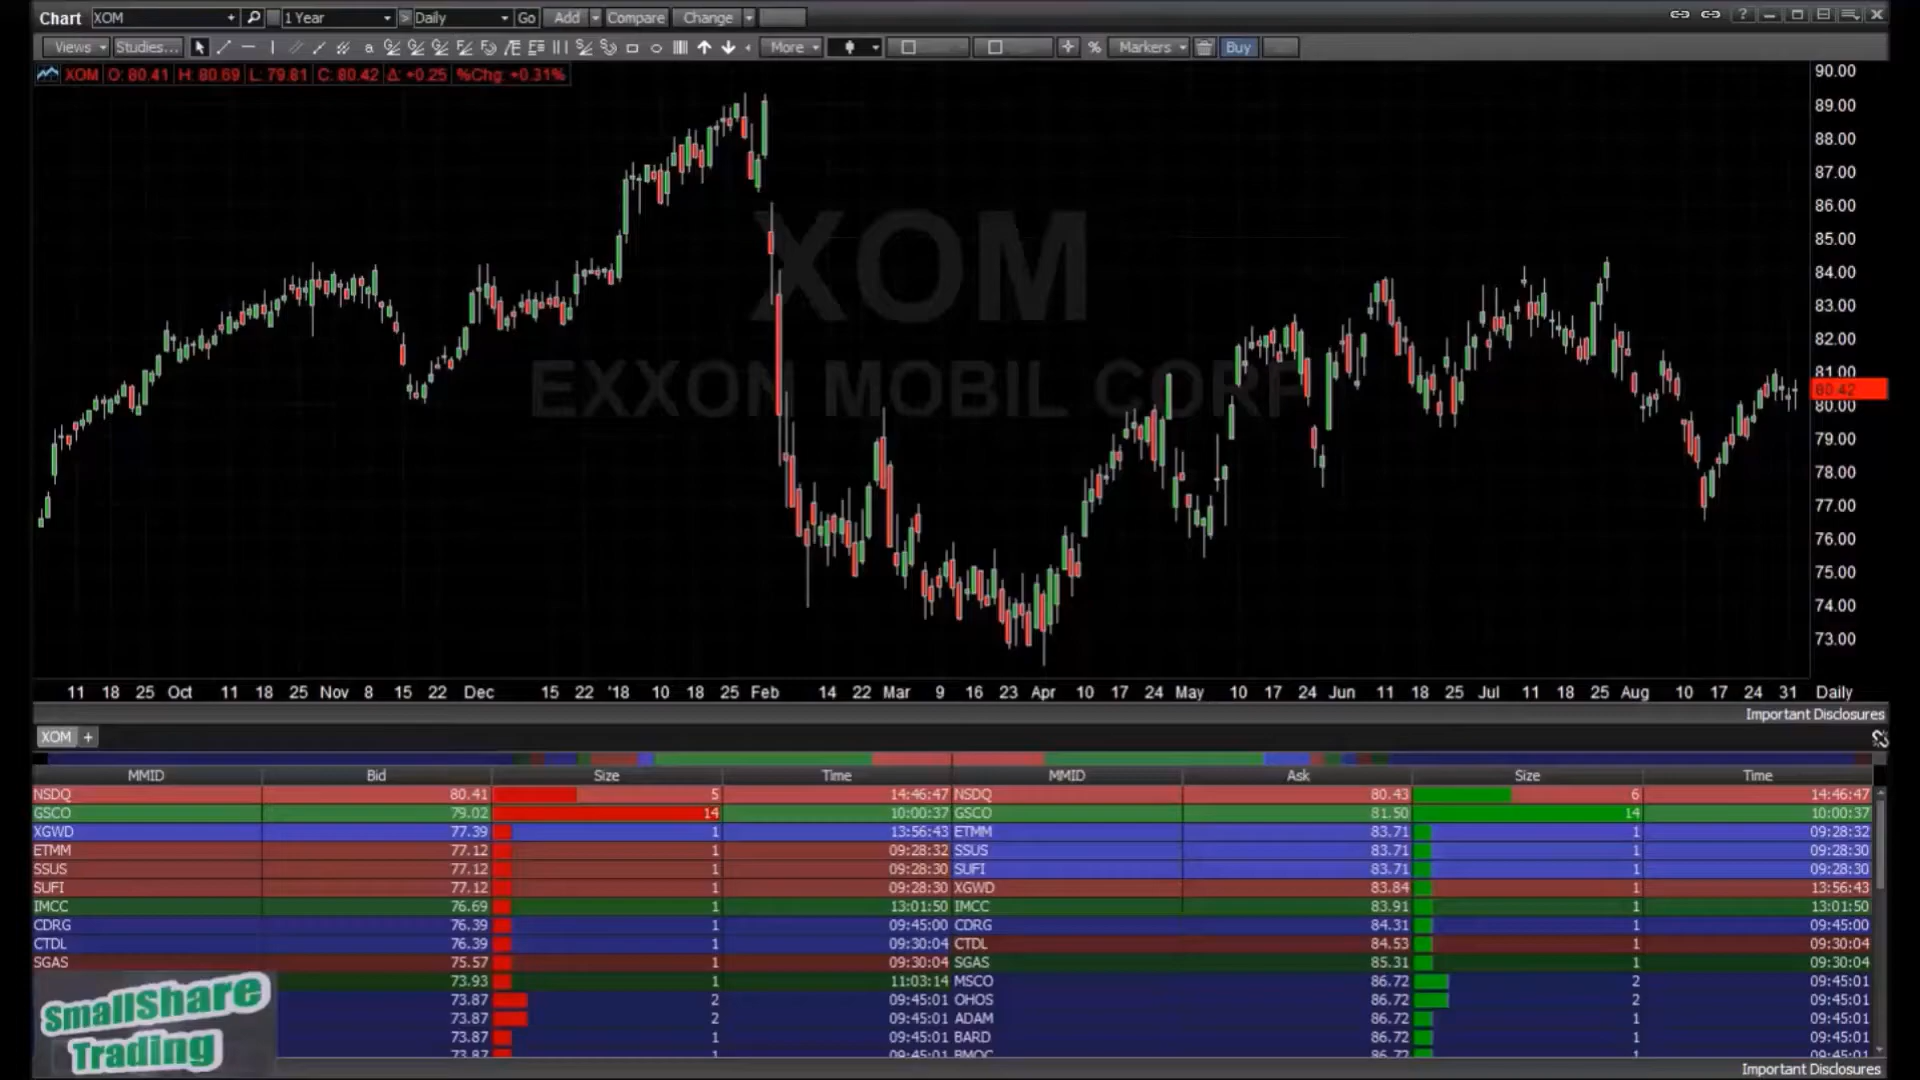 Chart XOM 1 Year Daily Go Add Compare Change
Views Studies... a More % Markers Buy
XOM O: 80.41 H: 80.69 L: 79.81 C: 80.42 Δ: +0.25 %Chg: +0.31%
90.00
89.00
88.00
87.00
86.00
85.00
84.00
83.00
82.00
81.00
80.42
80.00
79.00
78.00
77.00
76.00
75.00
74.00
73.00
XOM
EXXON MOBIL CORP
11 18 25 Oct 11 18 25 Nov 8 15 22 Dec 15 22 '18 10 18 25 Feb 14 22 Mar 9 16 23 Apr 10 17 24 May 10 17 24 Jun 11 18 25 Jul 11 18 25 Aug 10 17 24 31 Daily
Important Disclosures
XOM +
MMID Bid Size Time MMID Ask Size Time
NSDQ 80.41 5 14:46:47 NSDQ 80.43 6 14:46:47
GSCO 79.02 14 10:00:37 GSCO 81.50 14 10:00:37
XGWD 77.39 1 13:56:43 ETMM 83.71 1 09:28:32
ETMM 77.12 1 09:28:32 SSUS 83.71 1 09:28:30
SSUS 77.12 1 09:28:30 SUFI 83.71 1 09:28:30
SUFI 77.12 1 09:28:30 XGWD 83.84 1 13:56:43
IMCC 76.69 1 13:01:50 IMCC 83.91 1 13:01:50
CDRG 76.39 1 09:45:00 CDRG 84.31 1 09:45:00
CTDL 76.39 1 09:30:04 CTDL 84.53 1 09:30:04
SGAS 75.57 1 09:30:04 SGAS 85.31 1 09:30:04
73.93 1 11:03:14 MSCO 86.72 2 09:45:01
73.87 2 09:45:01 OHOS 86.72 2 09:45:01
73.87 2 09:45:01 ADAM 86.72 1 09:45:01
73.87 1 09:45:01 BARD 86.72 1 09:45:01
73.87 1 09:45:01 BMOC 86.72 1 09:45:01
SmallShare
Trading
Important Disclosures